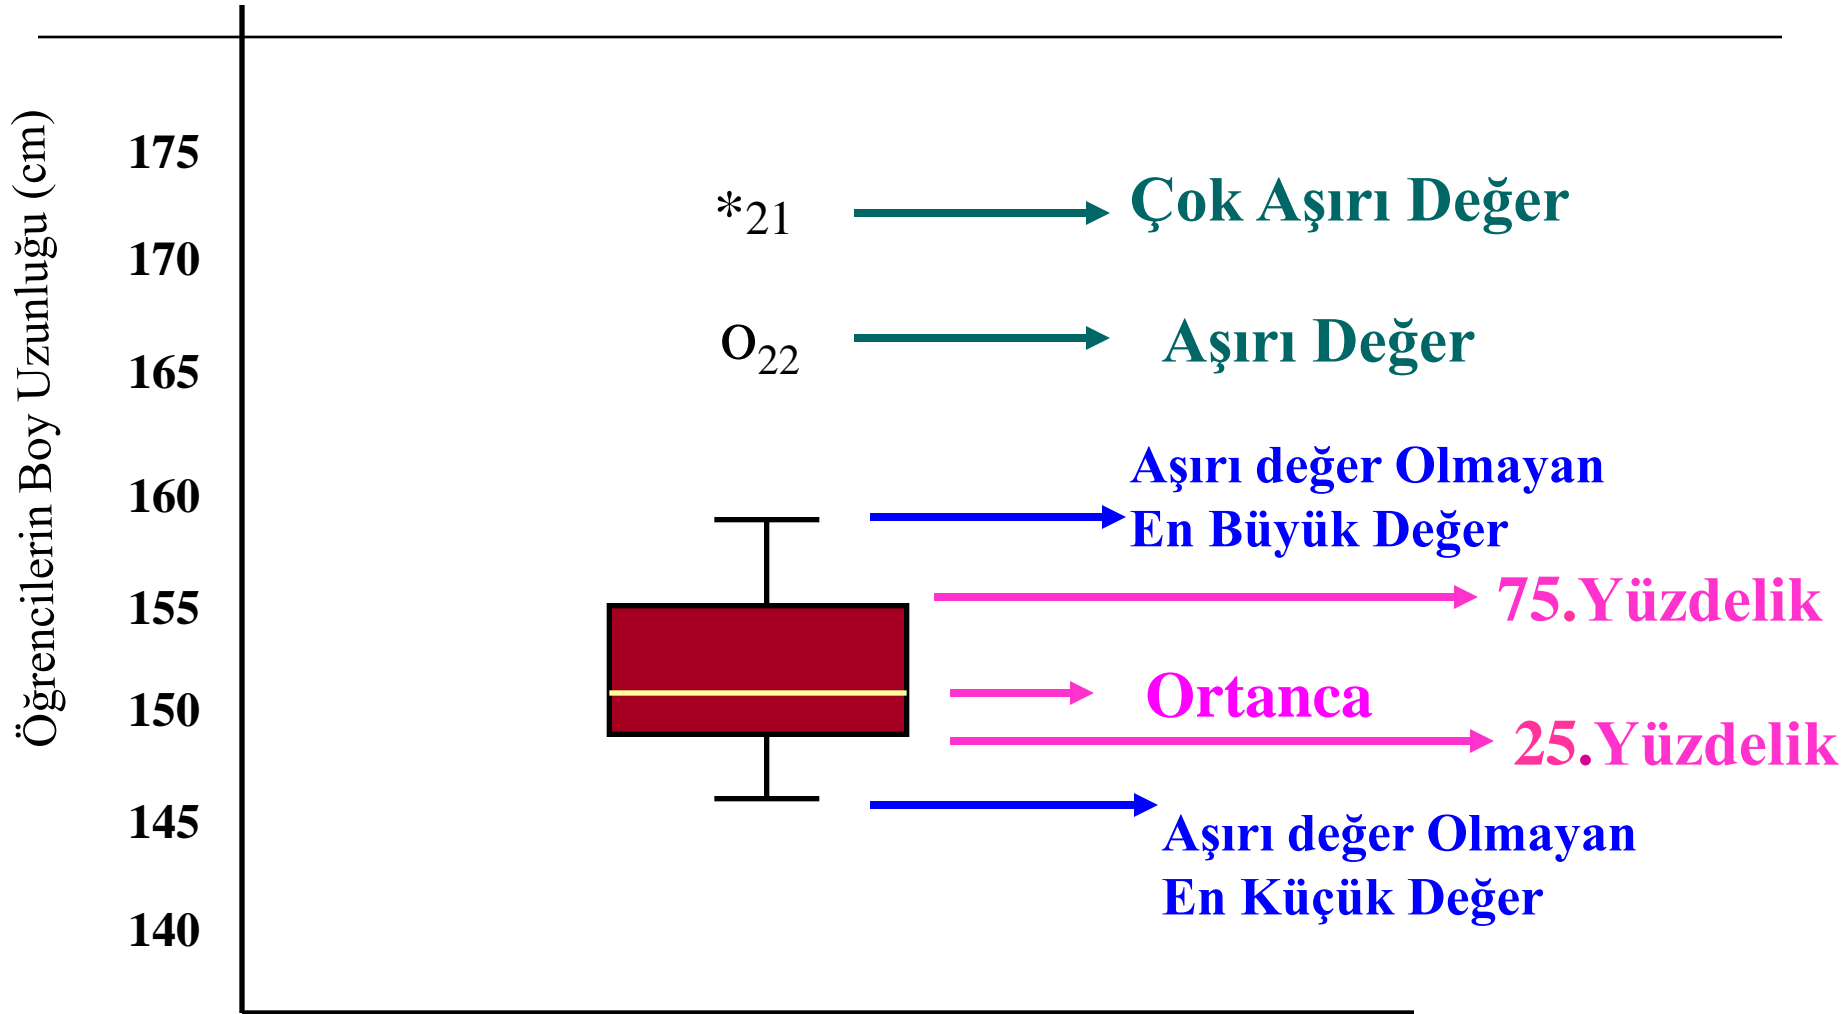 Öğrencilerin Boy Uzunluğu (cm)
175
170
165
160
155
150
145
140
*21
O22
Çok Aşırı Değer
Aşırı Değer
Aşırı değer Olmayan
En Büyük Değer
75.Yüzdelik
Ortanca
25.Yüzdelik
Aşırı değer Olmayan
En Küçük Değer